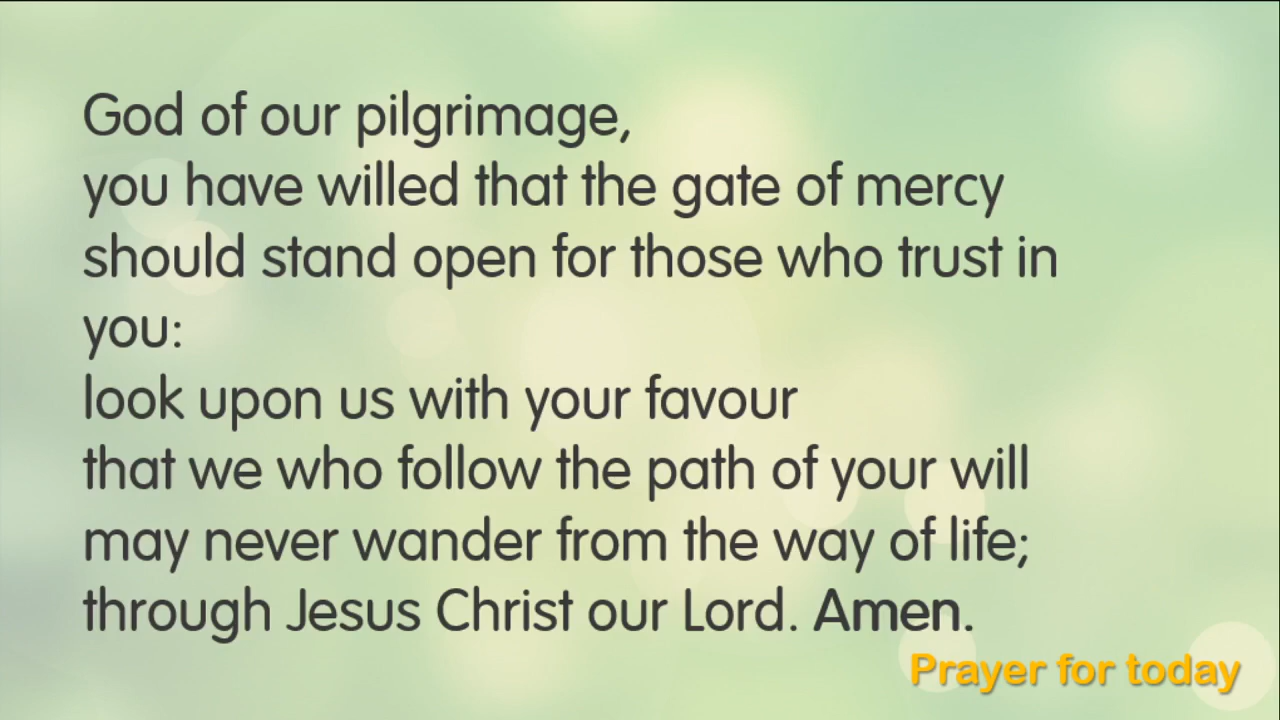 God of our pilgrimage,
you have willed that the gate of mercy
should stand open for those who trust in
you:
look upon us with your favour
that we who follow the path of your will
may never wander from the way of life;
through Jesus Christ our Lord. Amen.
Prayer for today